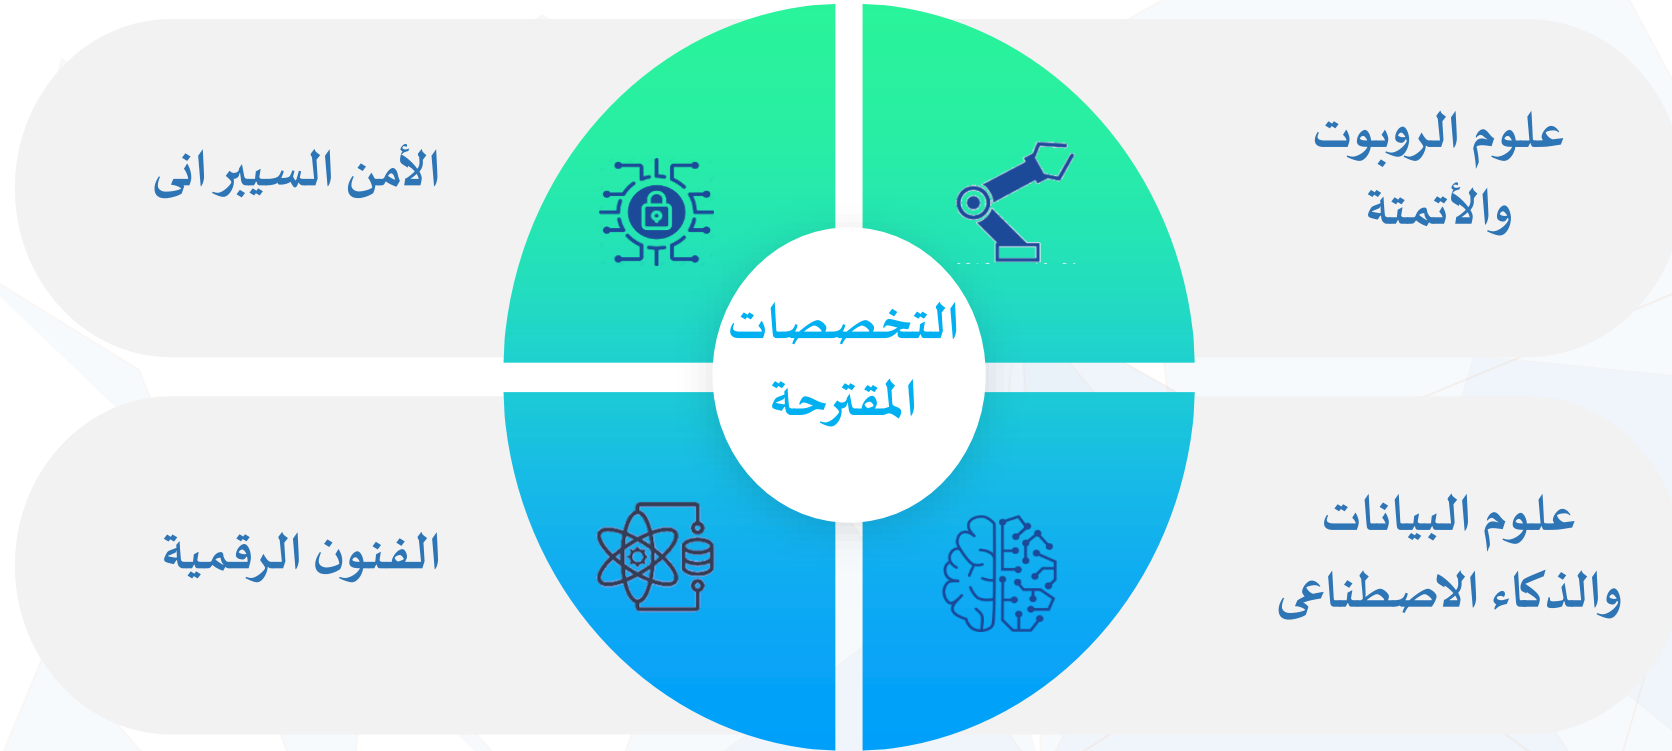 علوم الروبوت
والأتمتة
الأمن السيبرانى
التخصصات
المقترحة
علوم البيانات
والذكاء الاصطناعى
الفنون الرقمية